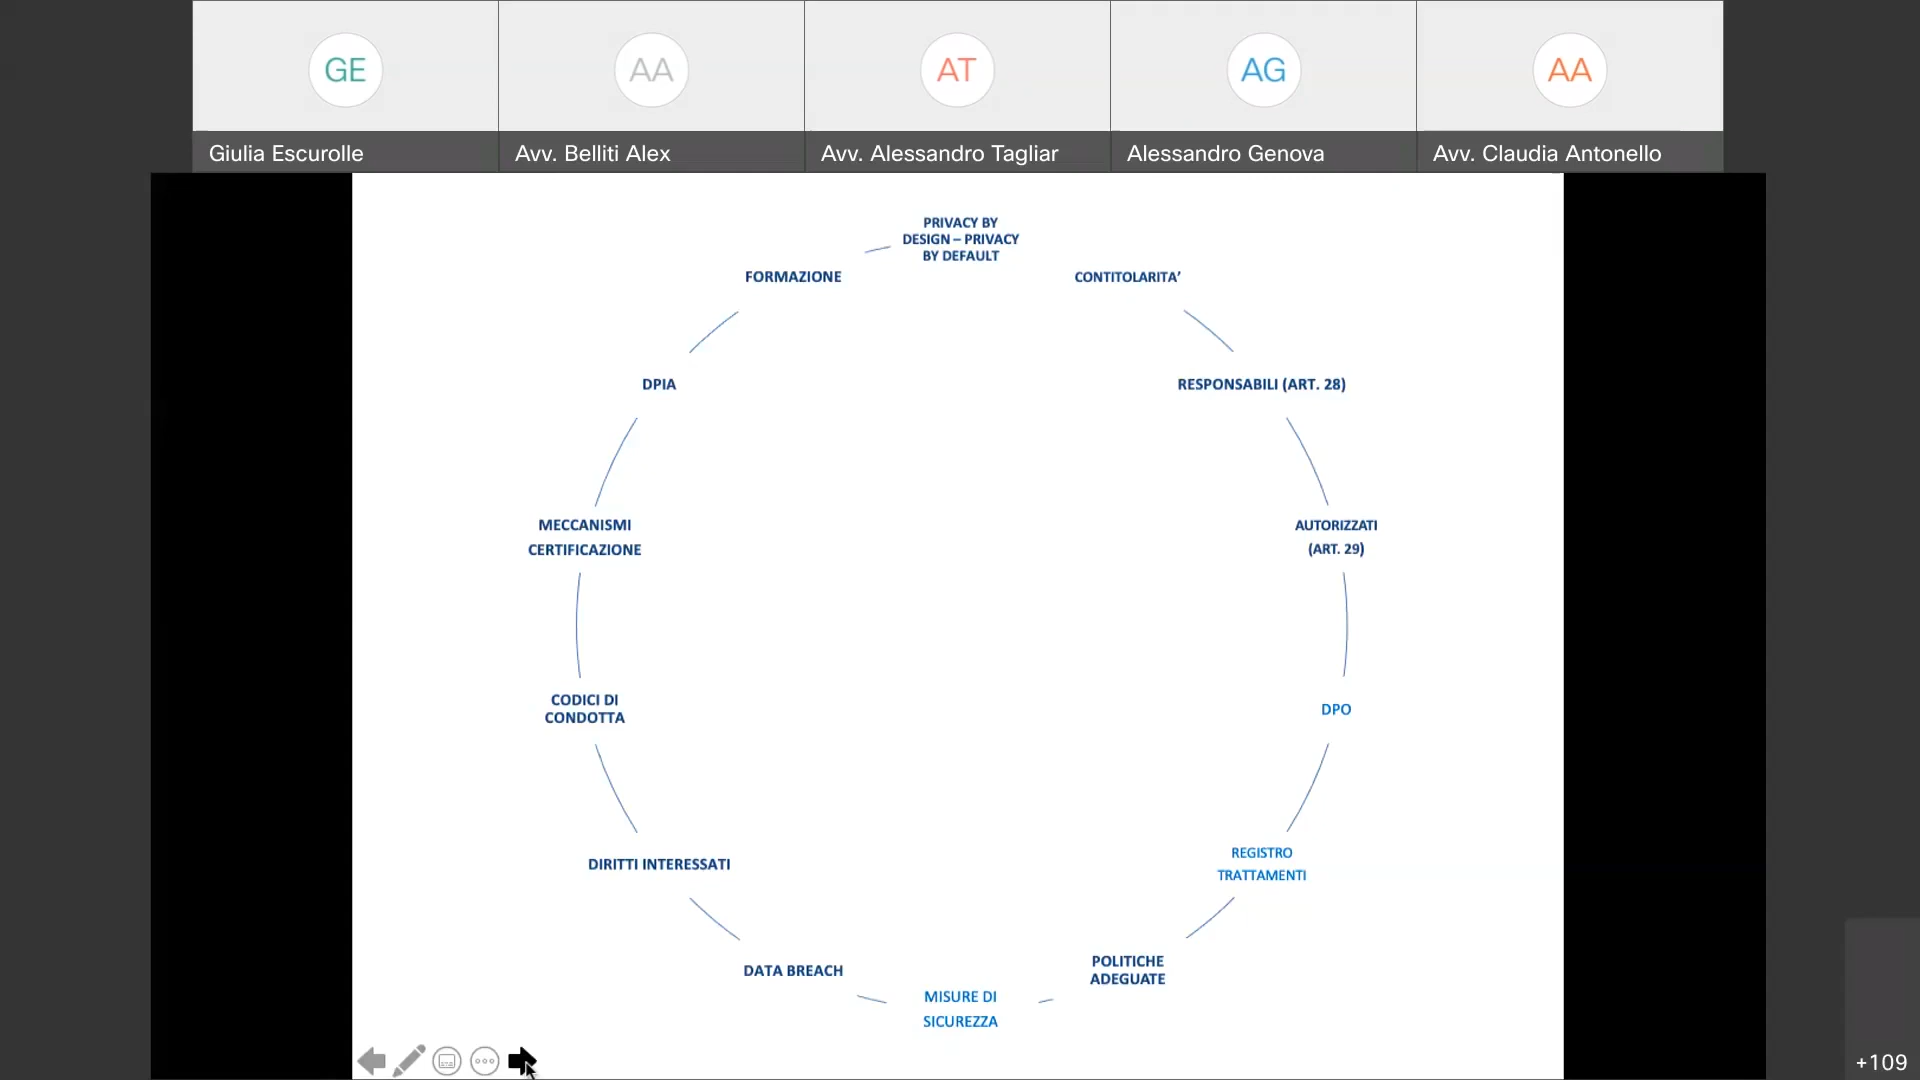 GE
AA
AT
AG
AA
Giulia Escurolle
Avv. Belliti Alex
Avv. Alessandro Tagliar
Alessandro Genova
Avv. Claudia Antonello
PRIVACY BY
DESIGN – PRIVACY
BY DEFAULT
CONTITOLARITA’
RESPONSABILI (ART. 28)
AUTORIZZATI
(ART. 29)
DPO
REGISTRO
TRATTAMENTI
POLITICHE
ADEGUATE
MISURE DI
SICUREZZA
DATA BREACH
DIRITTI INTERESSATI
CODICI DI
CONDOTTA
MECCANISMI
CERTIFICAZIONE
DPIA
FORMAZIONE
+109